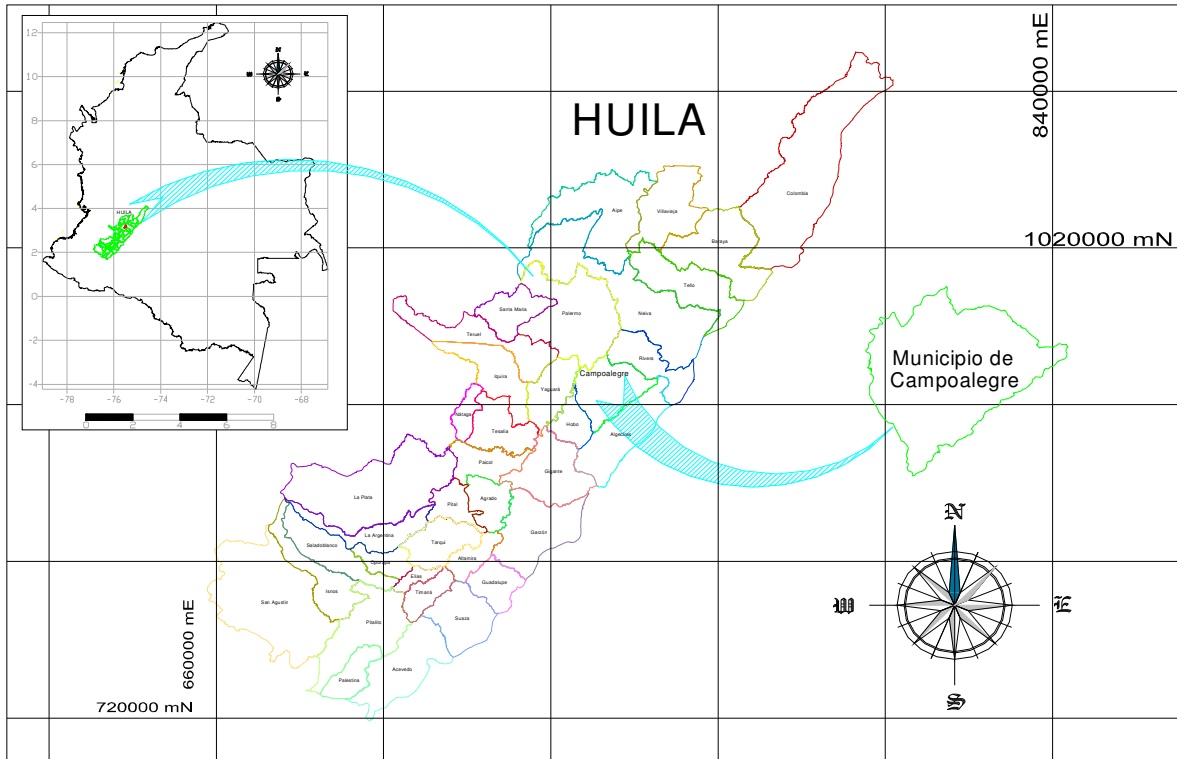 HUILA
840000 mE
1020000 mN
660000 mE
720000 mN
12
10
8
6
4
2
0
−2
−4
−78
−76
−74
−72
−70
−68
0
2
4
6
8
HUILA
N
Colombia
Aipe
Villavieja
Baraya
Tello
Santa Maria
Palermo
Neiva
Teruel
Rivera
Iquira
Campoalegre
Yaguará
Nátaga
Tesalia
Hobo
Algeciras
Paicol
Gigante
La Plata
Pital
Agrado
Garzón
La Argentina
Saladoblanco
Tarqui
Oporapa
Altamira
Elias
Guadalupe
Isnos
Timaná
San Agustin
Pitalito
Suaza
Palestina
Acevedo
Municipio de
Campoalegre
N
W
E
S